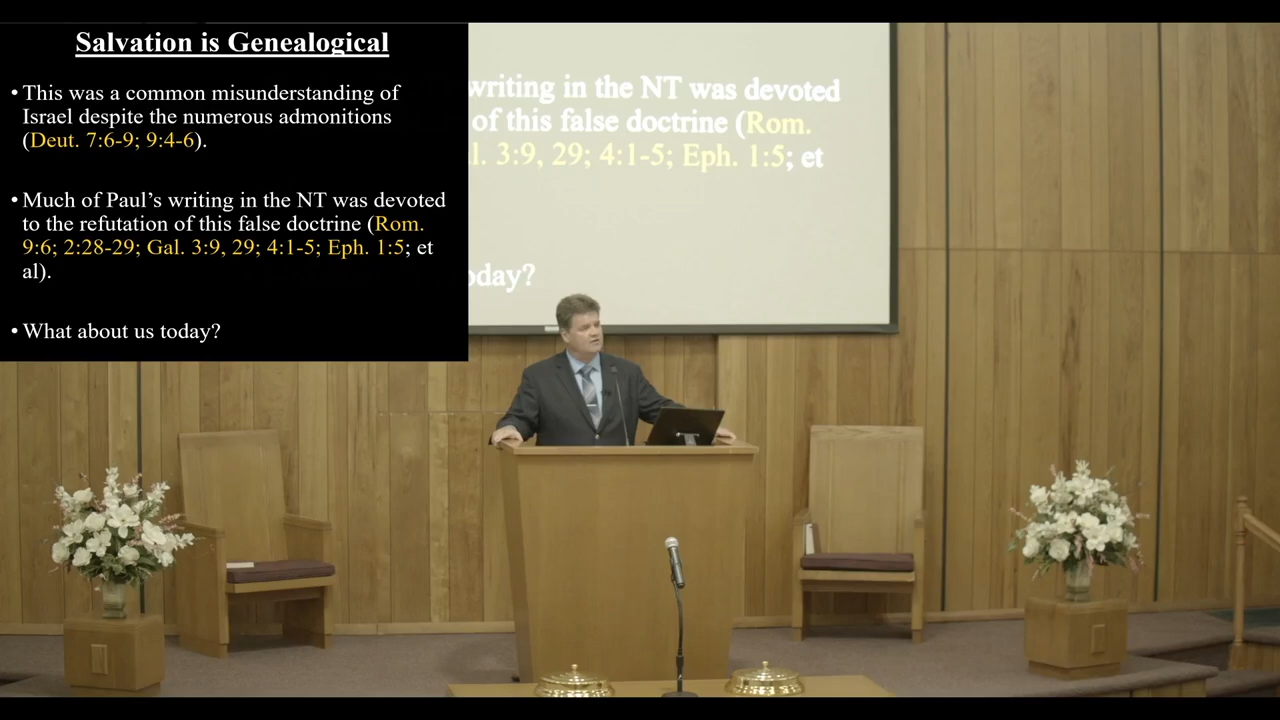 Salvation is Genealogical
• This was a common misunderstanding of
Israel despite the numerous admonitions
(Deut. 7:6-9; 9:4-6).
• Much of Paul’s writing in the NT was devoted
to the refutation of this false doctrine (Rom.
9:6; 2:28-29; Gal. 3:9, 29; 4:1-5; Eph. 1:5; et
al).
• What about us today?
writing in the NT was devoted
of this false doctrine (Rom.
l. 3:9, 29; 4:1-5; Eph. 1:5; et
oday?